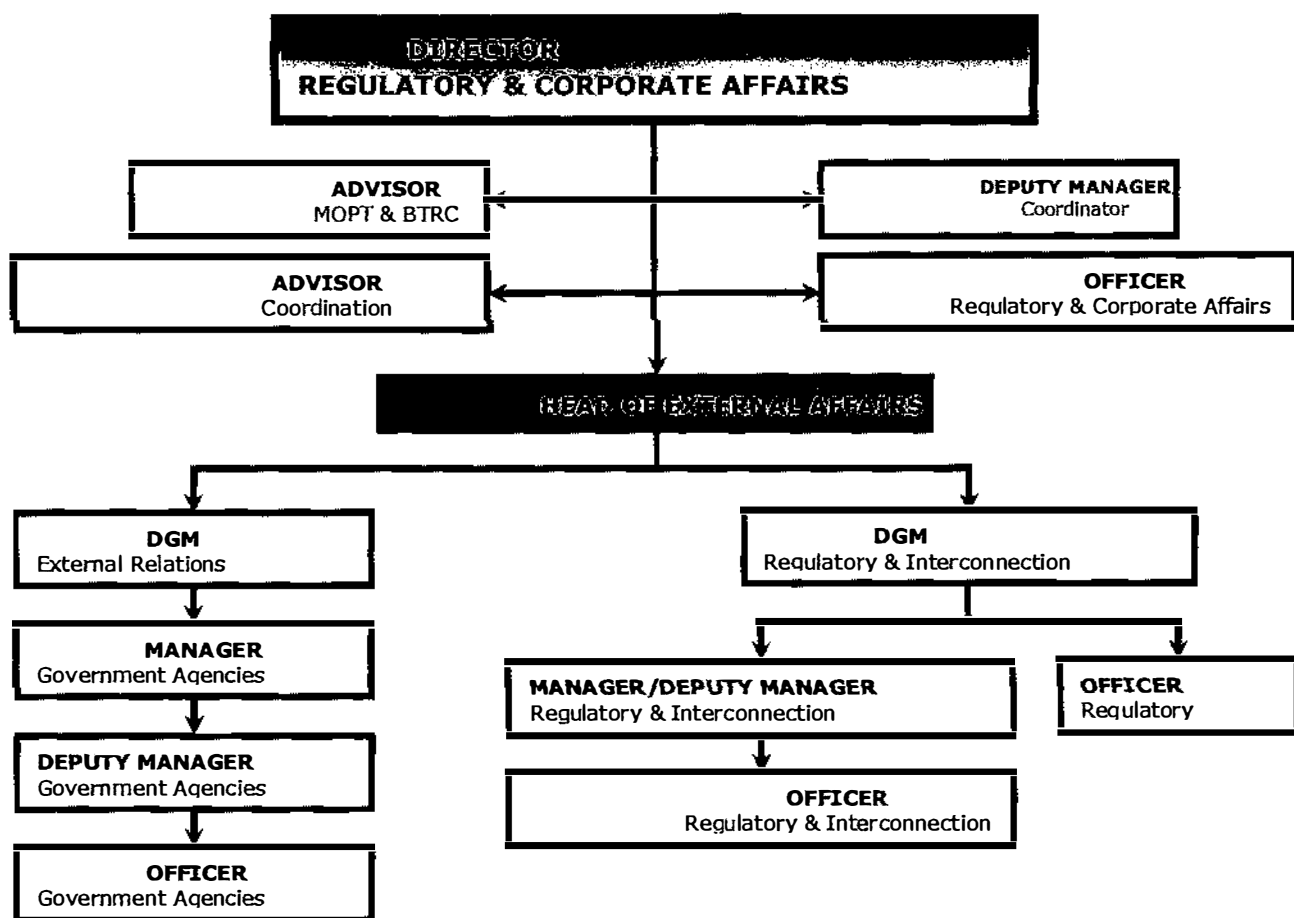 DIRECTOR
REGULATORY & CORPORATE AFFAIRS
ADVISOR
MOPT & BTRC
DEPUTY MANAGER
Coordinator
ADVISOR
Coordination
OFFICER
Regulatory & Corporate Affairs
HEAD OF EXTERNAL AFFAIRS
DGM
External Relations
DGM
Regulatory & Interconnection
MANAGER
Government Agencies
MANAGER/DEPUTY MANAGER
Regulatory & Interconnection
OFFICER
Regulatory
DEPUTY MANAGER
Government Agencies
OFFICER
Regulatory & Interconnection
OFFICER
Government Agencies